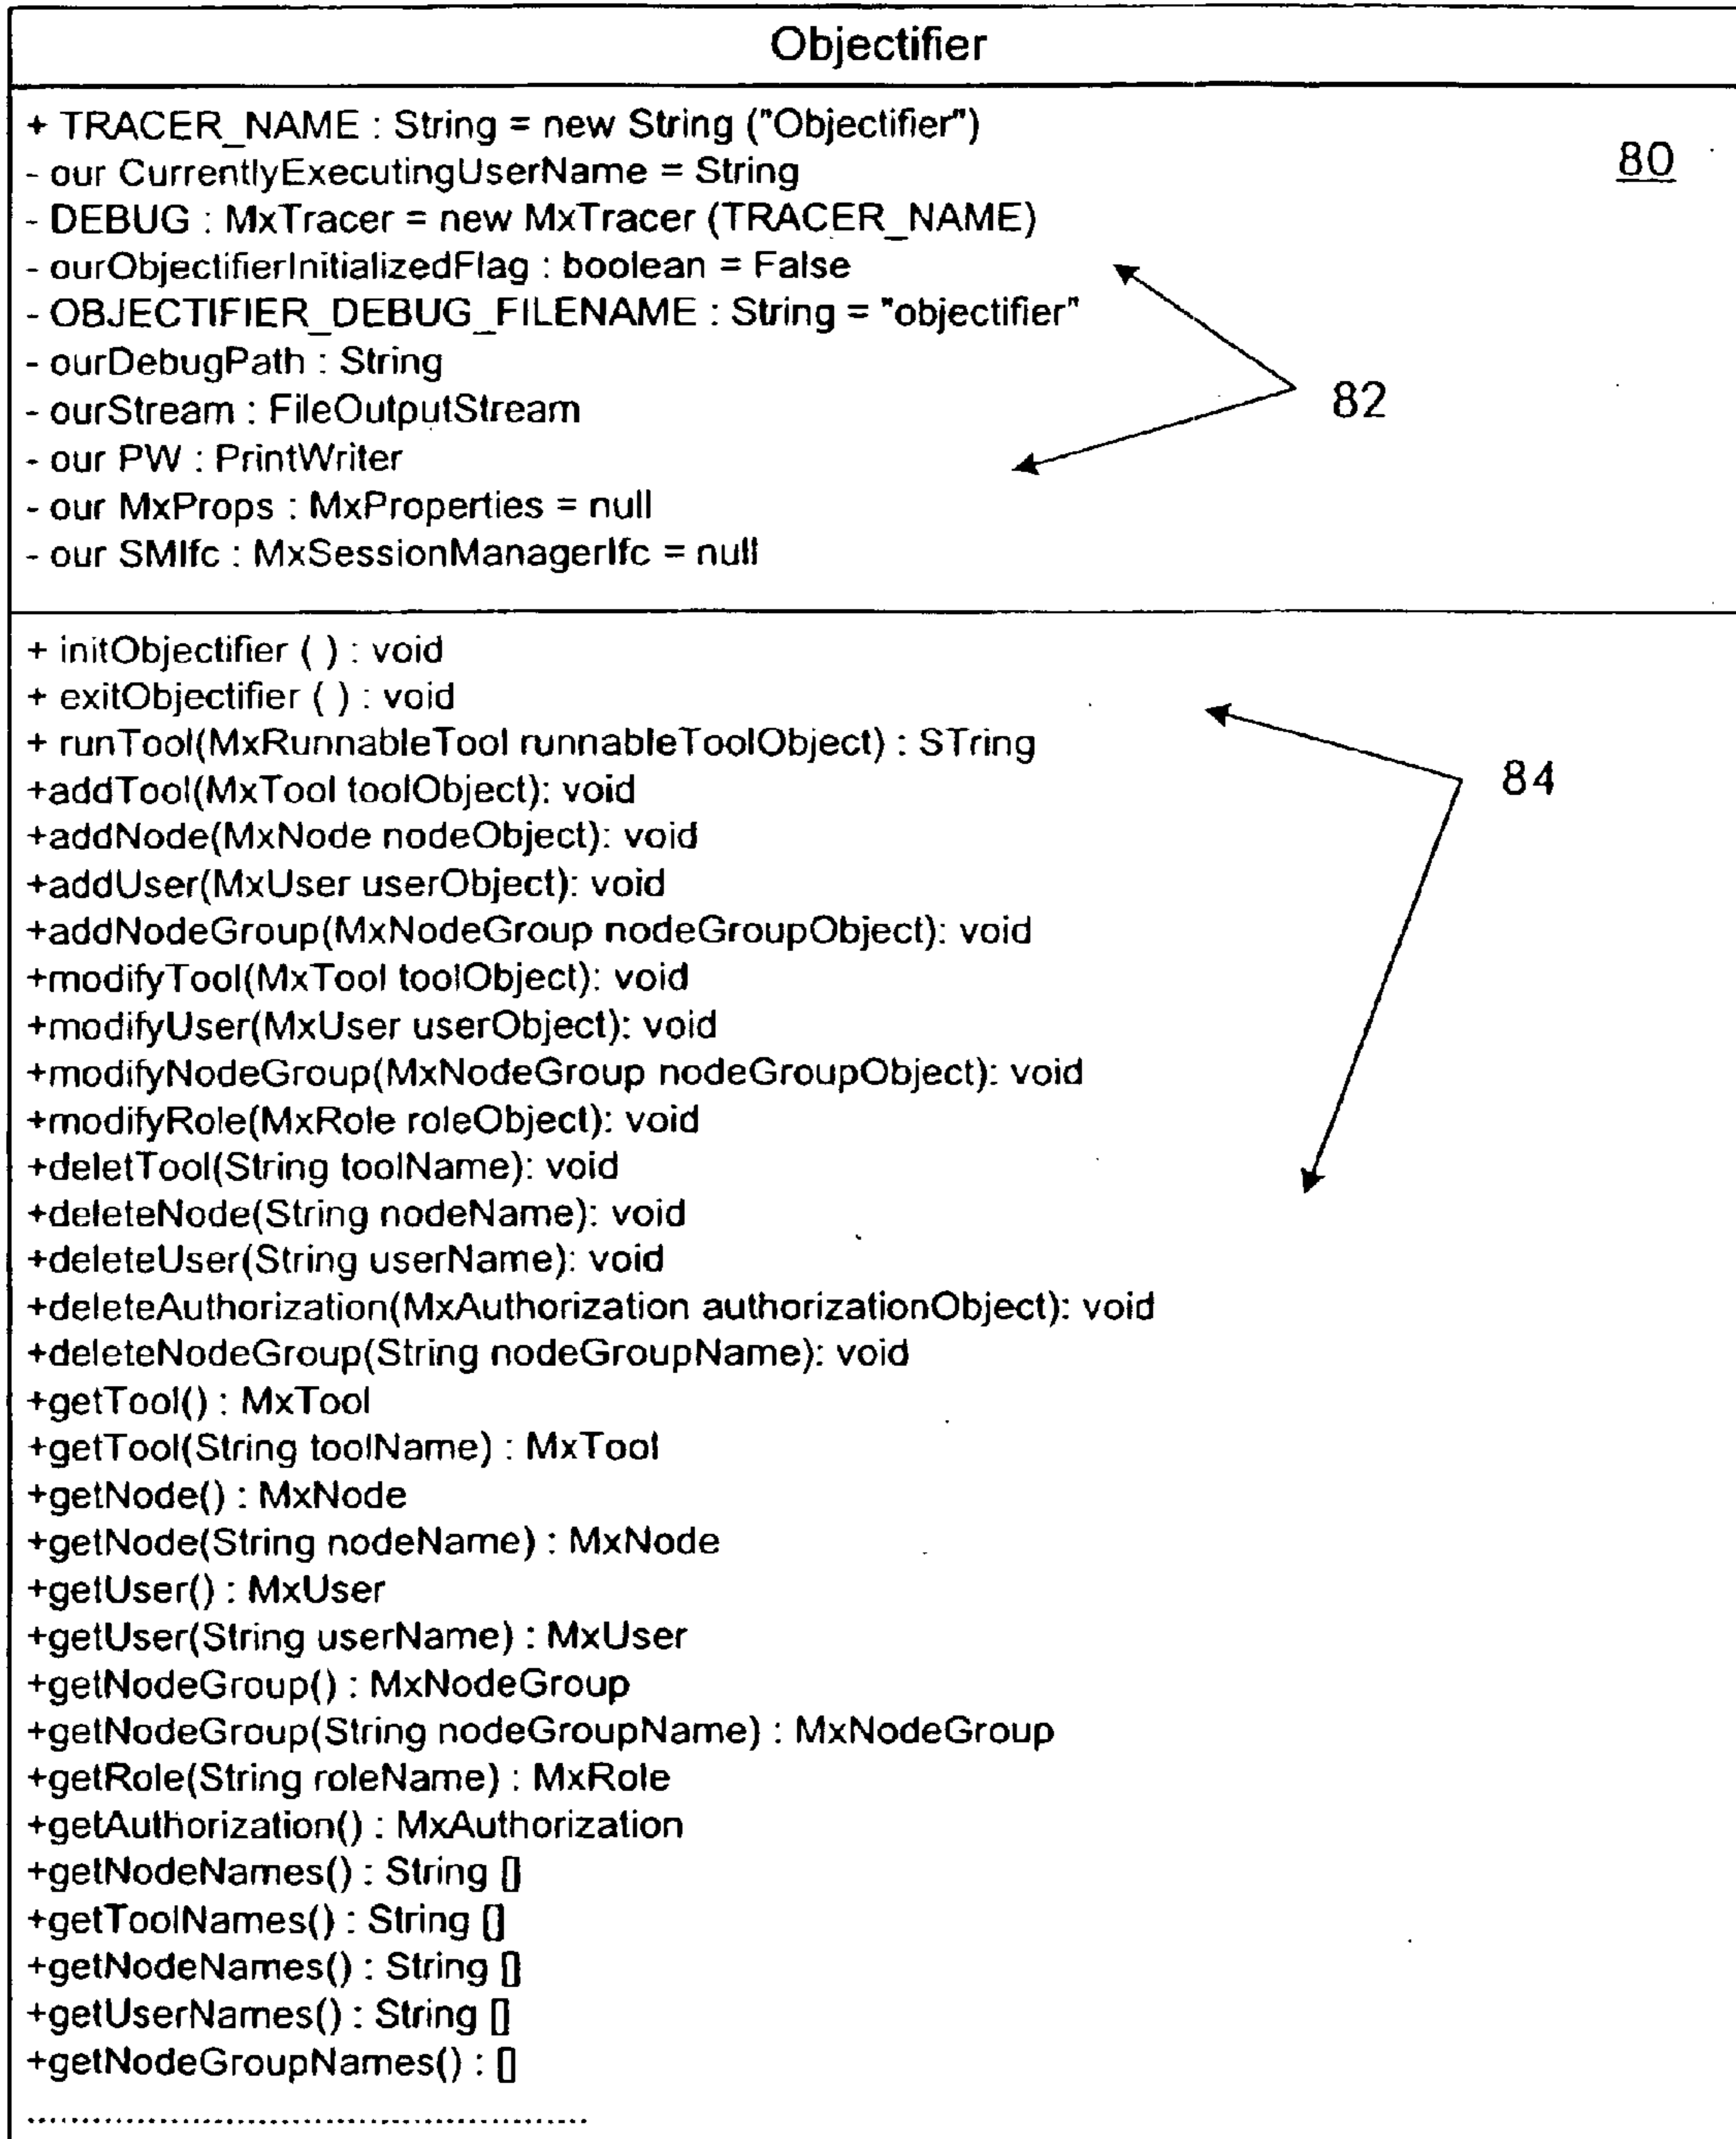 Objectifier
+ TRACER_NAME : String = new String ("Objectifier")
80
- our CurrentlyExecutingUserName = String
- DEBUG : MxTracer = new MxTracer (TRACER_NAME)
- ourObjectifierInitializedFlag : boolean = False
- OBJECTIFIER_DEBUG_FILENAME : String = "objectifier"
- ourDebugPath : String
82
- ourStream : FileOutputStream
- our PW : PrintWriter
- our MxProps : MxProperties = null
- our SMIfc : MxSessionManagerIfc = null
+ initObjectifier ( ) : void
+ exitObjectifier ( ) : void
+ runTool(MxRunnableTool runnableToolObject) : STring
84
+addTool(MxTool toolObject): void
+addNode(MxNode nodeObject): void
+addUser(MxUser userObject): void
+addNodeGroup(MxNodeGroup nodeGroupObject): void
+modifyTool(MxTool toolObject): void
+modifyUser(MxUser userObject): void
+modifyNodeGroup(MxNodeGroup nodeGroupObject): void
+modifyRole(MxRole roleObject): void
+deletTool(String toolName): void
+deleteNode(String nodeName): void
+deleteUser(String userName): void
+deleteAuthorization(MxAuthorization authorizationObject): void
+deleteNodeGroup(String nodeGroupName): void
+getTool() : MxTool
+getTool(String toolName) : MxTool
+getNode() : MxNode
+getNode(String nodeName) : MxNode
+getUser() : MxUser
+getUser(String userName) : MxUser
+getNodeGroup() : MxNodeGroup
+getNodeGroup(String nodeGroupName) : MxNodeGroup
+getRole(String roleName) : MxRole
+getAuthorization() : MxAuthorization
+getNodeNames() : String []
+getToolNames() : String []
+getNodeNames() : String []
+getUserNames() : String []
+getNodeGroupNames() : []
....................................................